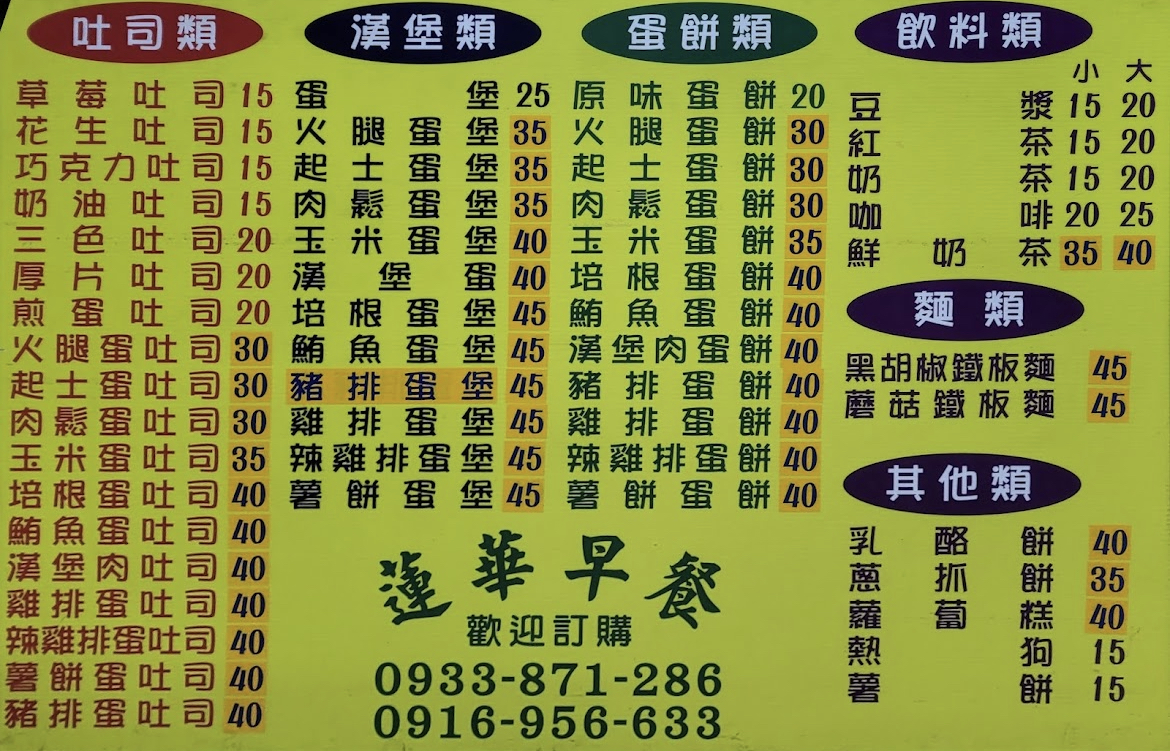 吐司類
草莓吐司 15
花生吐司 15
巧克力吐司 15
奶油吐司 15
三色吐司 20
厚片吐司 20
煎蛋吐司 20
火腿蛋吐司 30
起士蛋吐司 30
肉鬆蛋吐司 30
玉米蛋吐司 35
培根蛋吐司 40
鮪魚蛋吐司 40
漢堡肉吐司 40
雞排蛋吐司 40
辣雞排蛋吐司 40
薯餅蛋吐司 40
豬排蛋吐司 40
漢堡類
蛋堡 25
火腿蛋堡 35
起士蛋堡 35
肉鬆蛋堡 35
玉米蛋堡 40
漢堡蛋 40
培根蛋堡 45
鮪魚蛋堡 45
豬排蛋堡 45
雞排蛋堡 45
辣雞排蛋堡 45
薯餅蛋堡 45
蛋餅類
原味蛋餅 20
火腿蛋餅 30
起士蛋餅 30
肉鬆蛋餅 30
玉米蛋餅 35
培根蛋餅 40
鮪魚蛋餅 40
漢堡肉蛋餅 40
豬排蛋餅 40
雞排蛋餅 40
辣雞排蛋餅 40
薯餅蛋餅 40
飲料類
小 大
豆漿 15 20
紅茶 15 20
奶茶 15 20
咖啡 20 25
鮮奶茶 35 40
麵類
黑胡椒鐵板麵 45
蘑菇鐵板麵 45
其他類
乳酪餅 40
蔥抓餅 35
蘿蔔糕 40
熱狗 15
薯餅 15
蓮華早餐
歡迎訂購
0933-871-286
0916-956-633